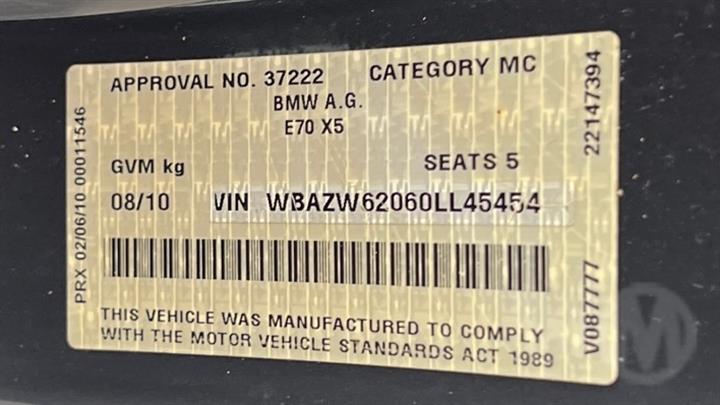 APPROVAL NO. 37222 CATEGORY MC
BMW A.G.
E70 X5
GVM kg SEATS 5
08/10 VIN WBAZW62060LL45454
THIS VEHICLE WAS MANUFACTURED TO COMPLY
WITH THE MOTOR VEHICLE STANDARDS ACT 1989
PRX 02/06/10 00011546
22147394
V087777
M